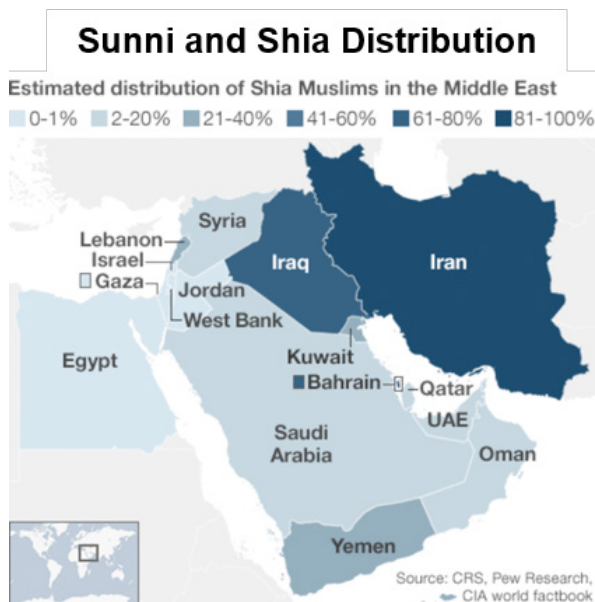 Sunni and Shia Distribution
Estimated distribution of Shia Muslims in the Middle East
0-1% 2-20% 21-40% 41-60% 61-80% 81-100%
Syria
Lebanon
Israel
Iraq
Iran
Gaza
Jordan
West Bank
Egypt
Kuwait
Bahrain
Qatar
UAE
Saudi
Arabia
Oman
Yemen
Source: CRS, Pew Research,
CIA world factbook